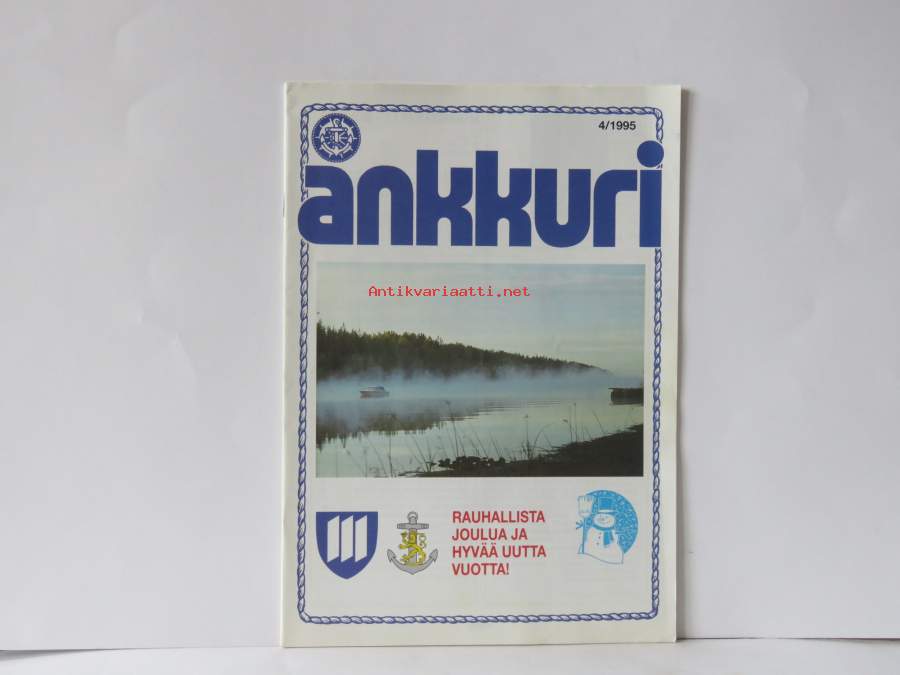 4/1995
ankkuri
Antikvariaatti.net
RAUHALLISTA
JOULUA JA
HYVÄÄ UUTTA
VUOTTA!